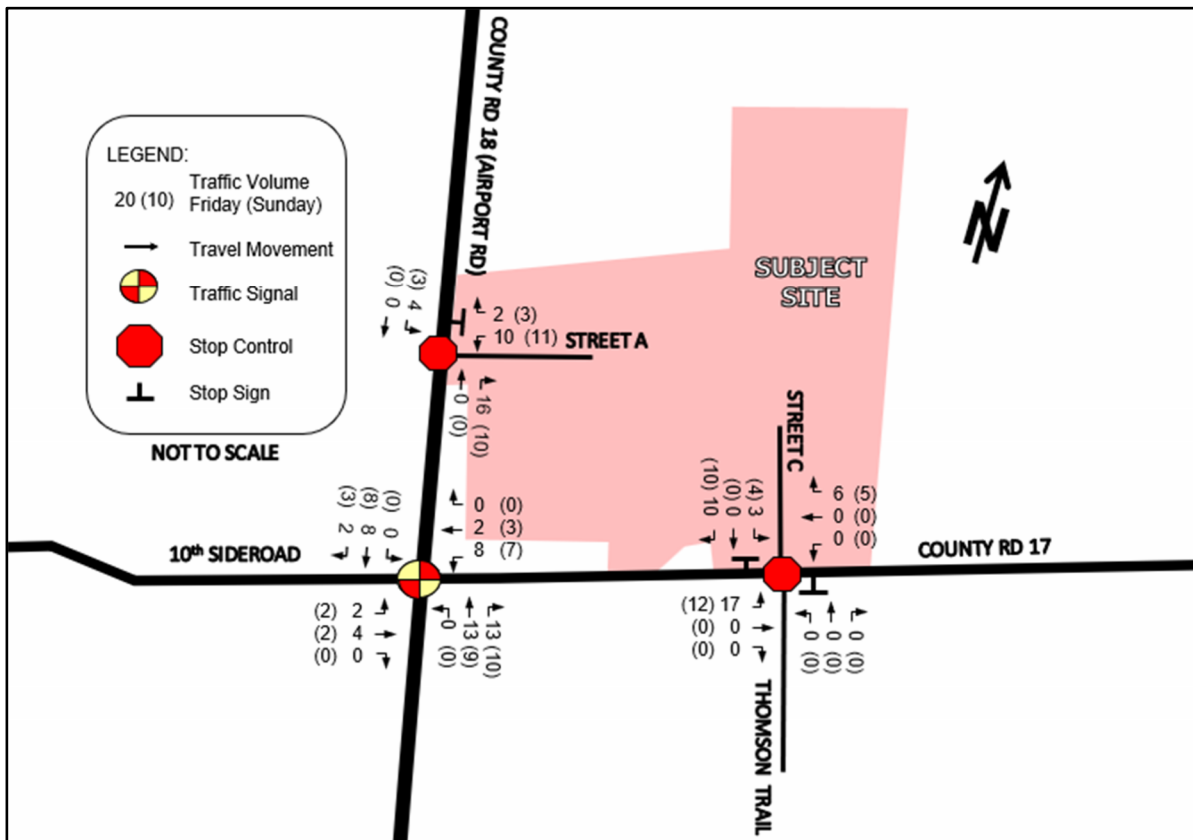 COUNTY RD 18 (AIRPORT RD)
LEGEND:
20 (10)
Traffic Volume
Friday (Sunday)
Travel Movement
Traffic Signal
Stop Control
Stop Sign
NOT TO SCALE
N
SUBJECT
SITE
(3) 4
(0) 0
2 (3)
10 (11)
STREET A
0 (0)
16 (10)
STREET C
(10) 10
(0) 0
(4) 3
6 (5)
0 (0)
0 (0)
(3) 2
(8) 8
(0) 0
0 (0)
2 (3)
8 (7)
10th SIDEROAD
COUNTY RD 17
(2) 2
(2) 4
(0) 0
0 (0)
13 (9)
13 (10)
(12) 17
(0) 0
(0) 0
0 (0)
0 (0)
0 (0)
THOMSON TRAIL